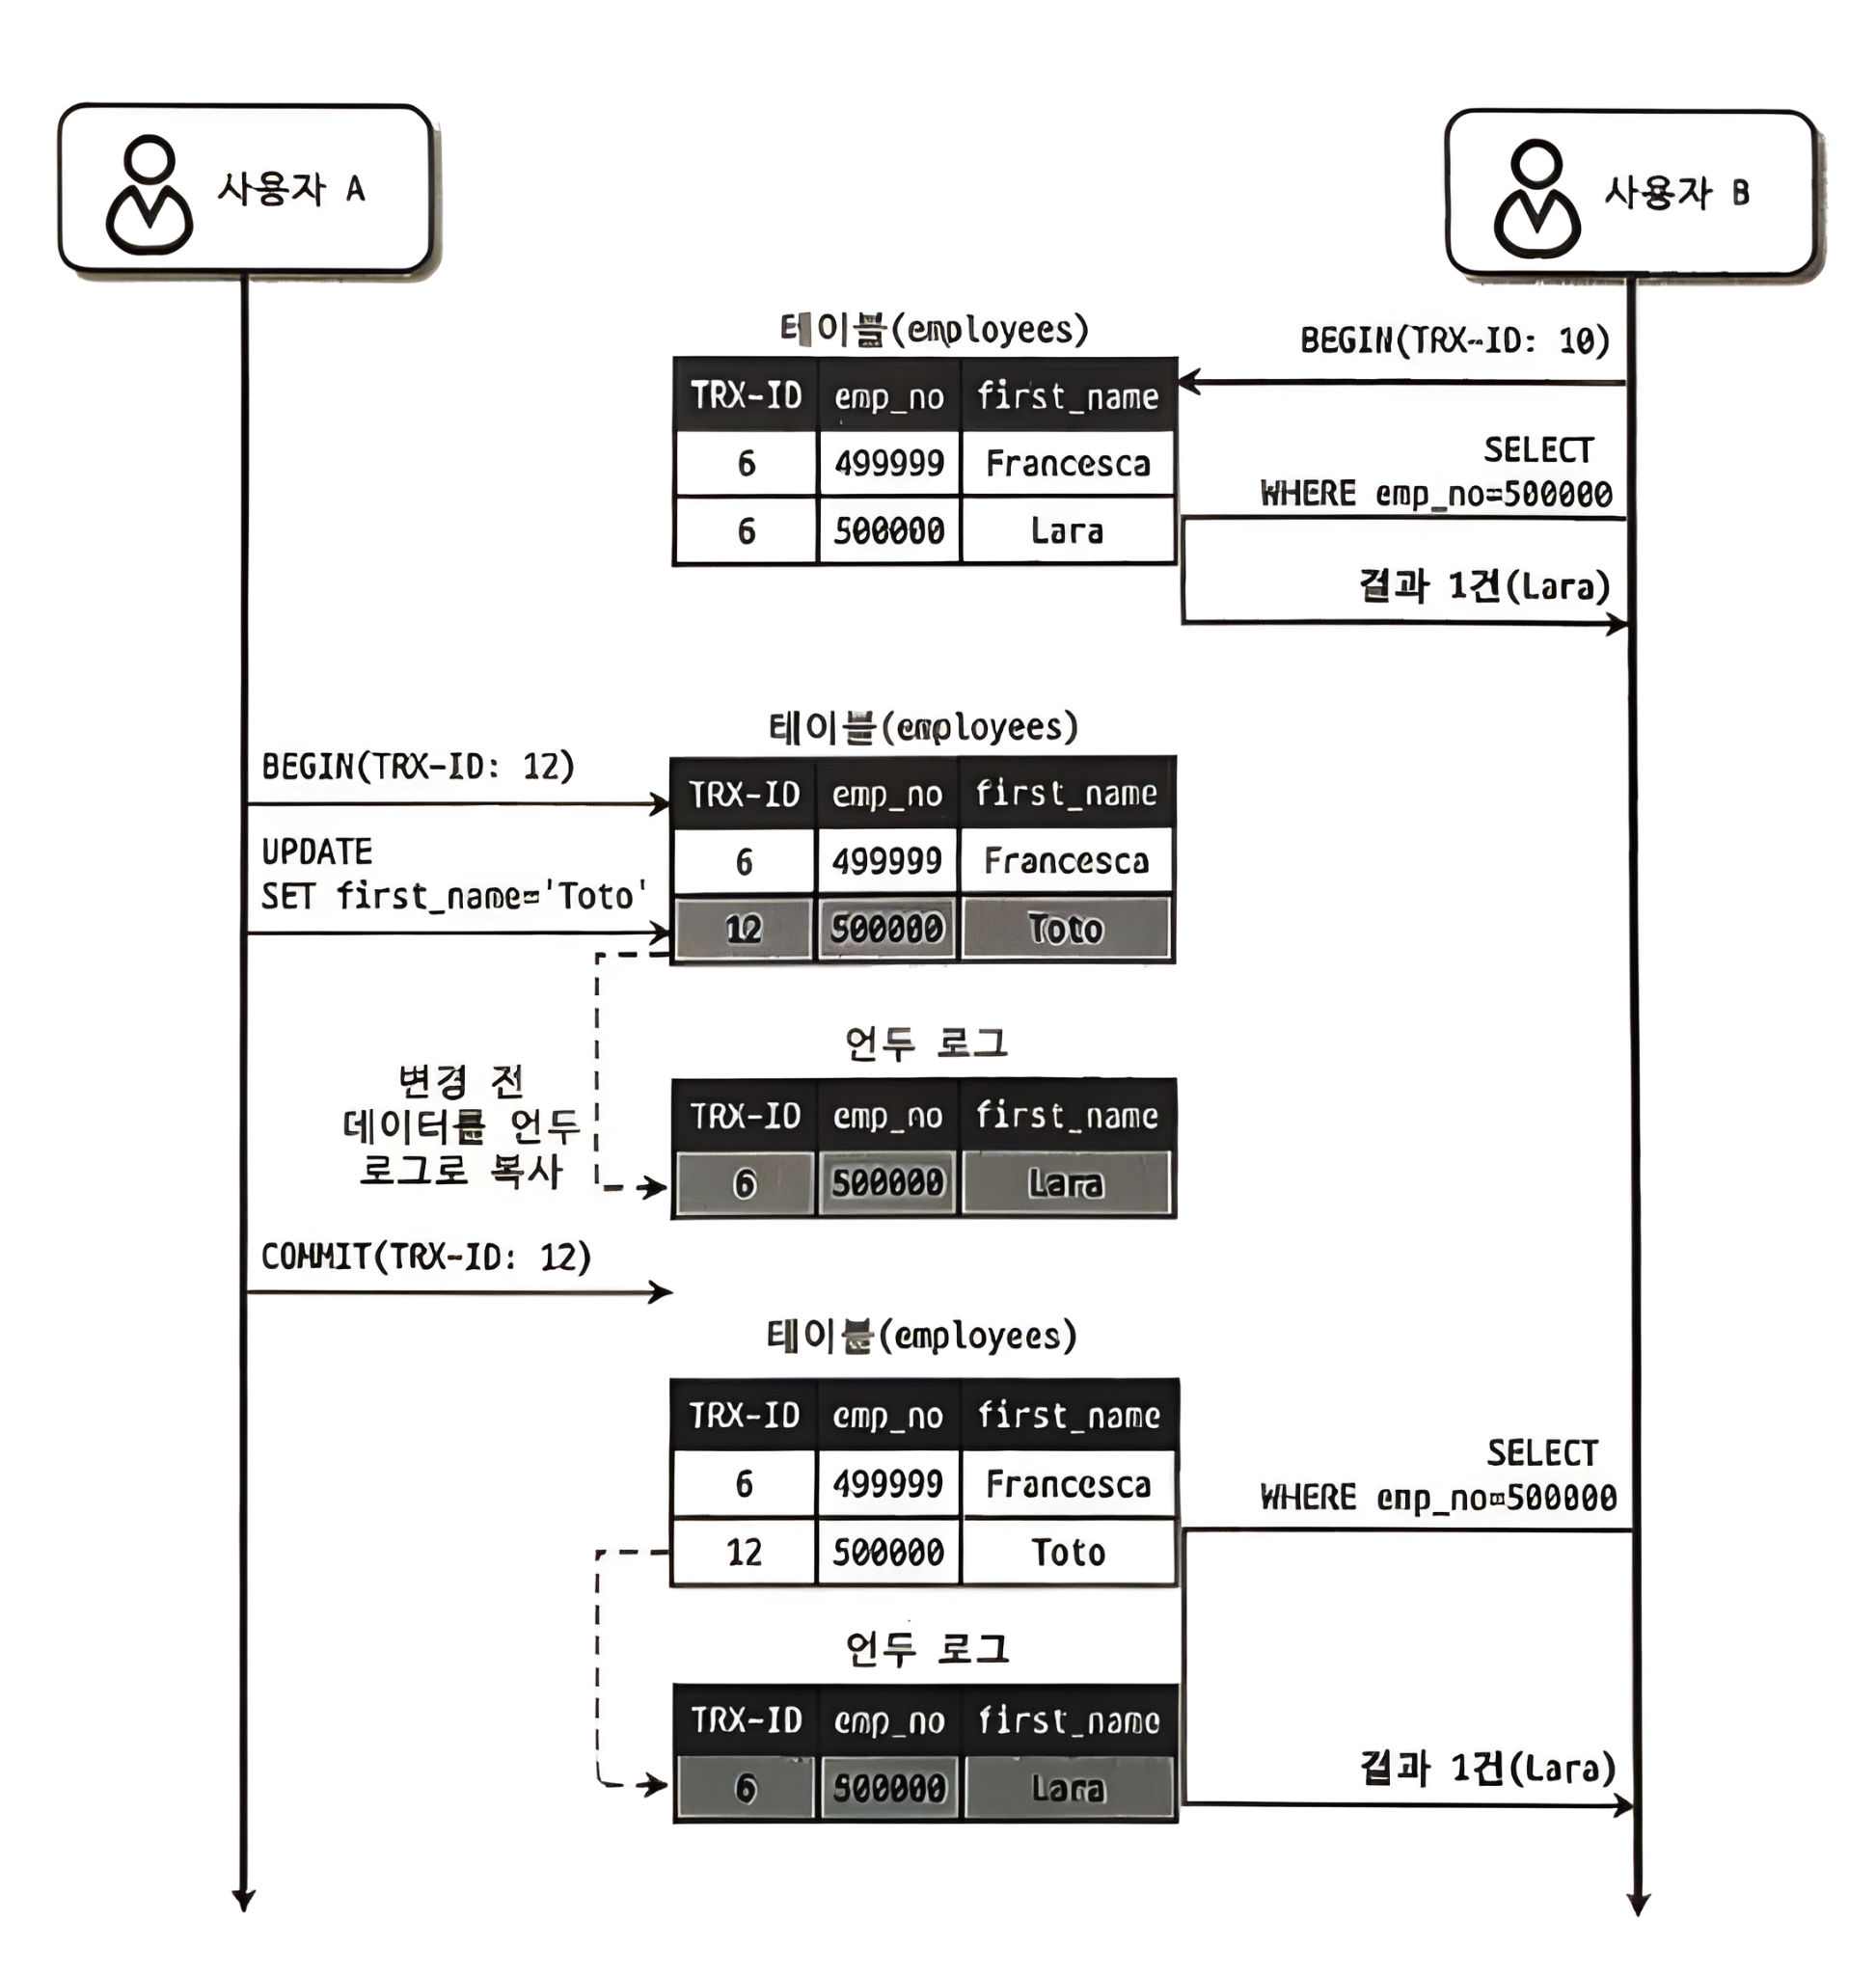 사용자 A
사용자 B
테이블(employees)
BEGIN(TRX-ID: 10)
TRX-ID emp_no first_name
6 499999 Francesca
6 500000 Lara
SELECT
WHERE emp_no=500000
결과 1건(Lara)
테이블(employees)
BEGIN(TRX-ID: 12)
TRX-ID emp_no first_name
UPDATE
SET first_name='Toto'
6 499999 Francesca
12 500000 Toto
언두 로그
변경 전
데이터를 언두
로그로 복사
TRX-ID emp_no first_name
6 500000 Lara
COMMIT(TRX-ID: 12)
테이블(employees)
TRX-ID emp_no first_name
6 499999 Francesca
12 500000 Toto
SELECT
WHERE emp_no=500000
언두 로그
TRX-ID emp_no first_name
6 500000 Lara
결과 1건(Lara)